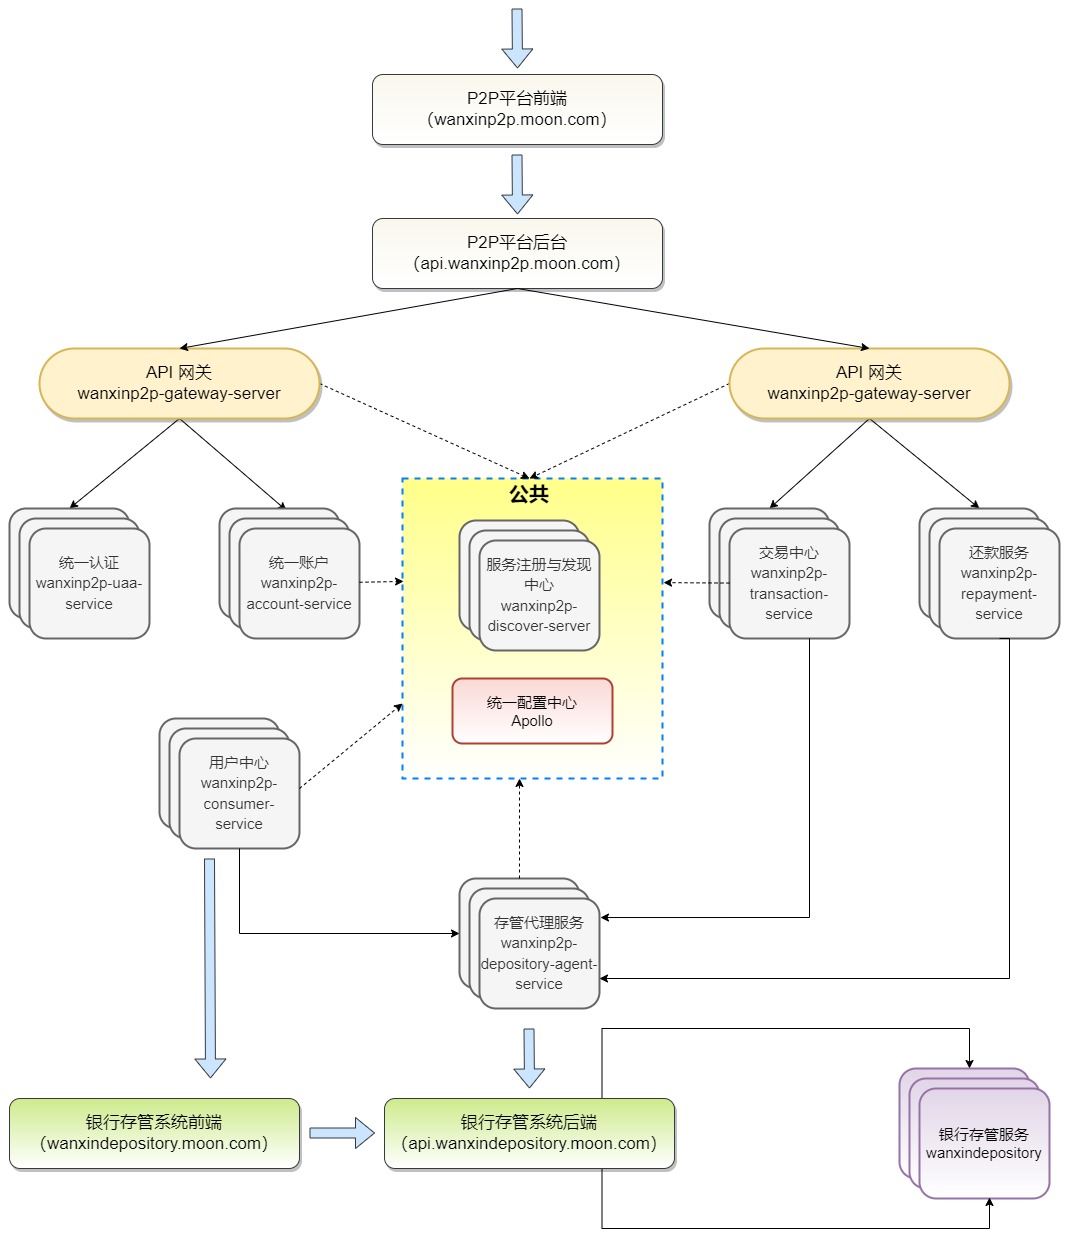 P2P平台前端
（wanxinp2p.moon.com）
P2P平台后台
（api.wanxinp2p.moon.com）
API 网关
wanxinp2p-gateway-server
API 网关
wanxinp2p-gateway-server
公共
统一认证
wanxinp2p-uaa-
service
统一账户
wanxinp2p-
account-service
服务注册与发现
中心
wanxinp2p-
discover-server
交易中心
wanxinp2p-
transaction-
service
还款服务
wanxinp2p-
repayment-
service
统一配置中心
Apollo
用户中心
wanxinp2p-
consumer-
service
存管代理服务
wanxinp2p-
depository-agent-
service
银行存管系统前端
（wanxindepository.moon.com）
银行存管系统后端
（api.wanxindepository.moon.com）
银行存管服务
wanxindepository